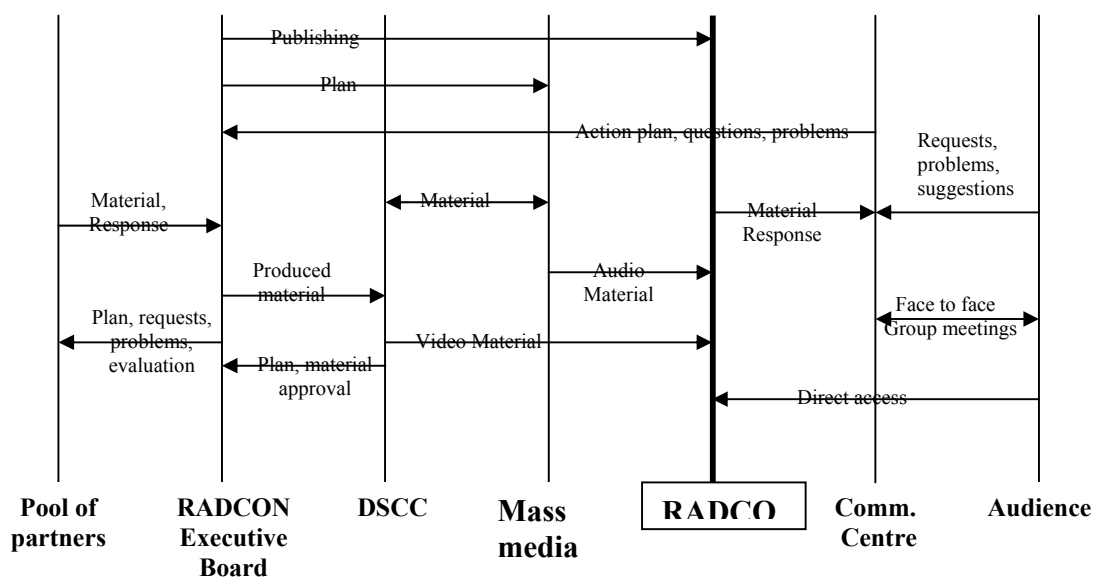 Publishing
Plan
Action plan, questions, problems
Requests,
problems,
suggestions
Material,
Response
Material
Material
Response
Produced
material
Audio
Material
Face to face
Group meetings
Plan, requests,
problems,
evaluation
Video Material
Plan, material
approval
Direct access
Pool of
partners
RADCON
Executive
Board
DSCC
Mass
media
RADCO
Comm.
Centre
Audience